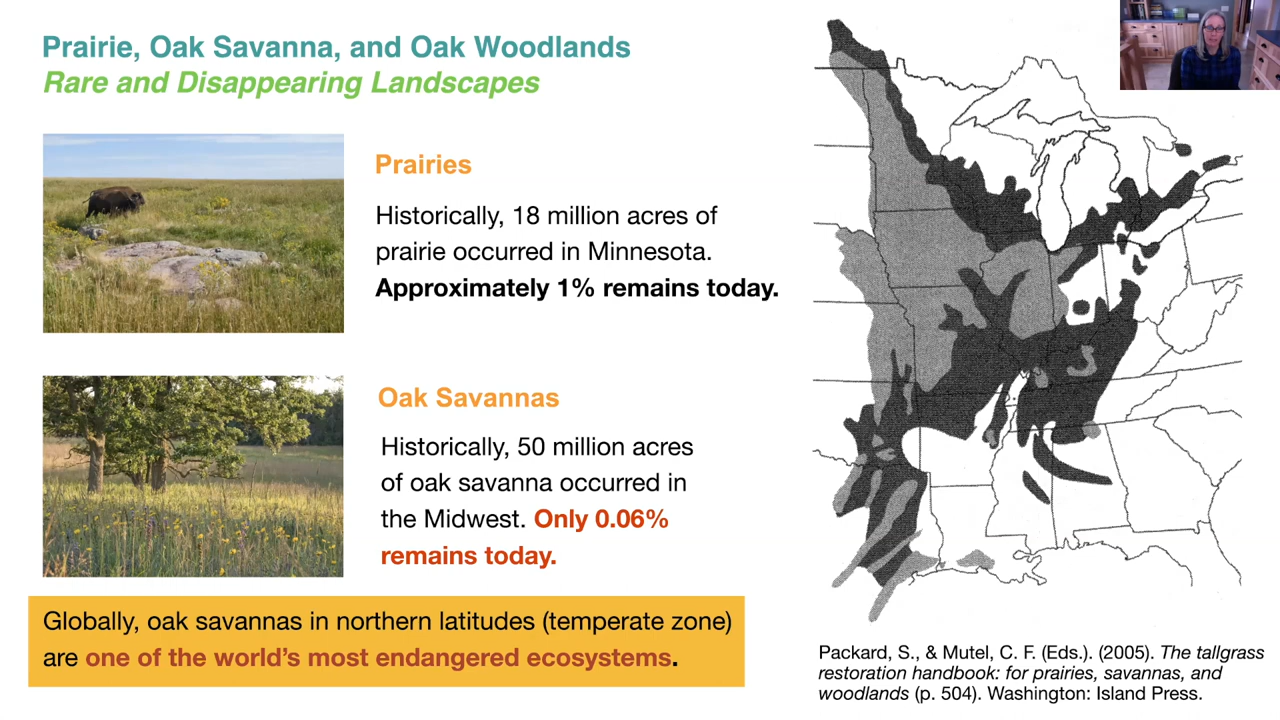 Prairie, Oak Savanna, and Oak Woodlands
Rare and Disappearing Landscapes
Prairies
Historically, 18 million acres of
prairie occurred in Minnesota.
Approximately 1% remains today.
Oak Savannas
Historically, 50 million acres
of oak savanna occurred in
the Midwest. Only 0.06%
remains today.
Globally, oak savannas in northern latitudes (temperate zone)
are one of the world's most endangered ecosystems.
Packard, S., & Mutel, C. F. (Eds.). (2005). The tallgrass
restoration handbook: for prairies, savannas, and
woodlands (p. 504). Washington: Island Press.